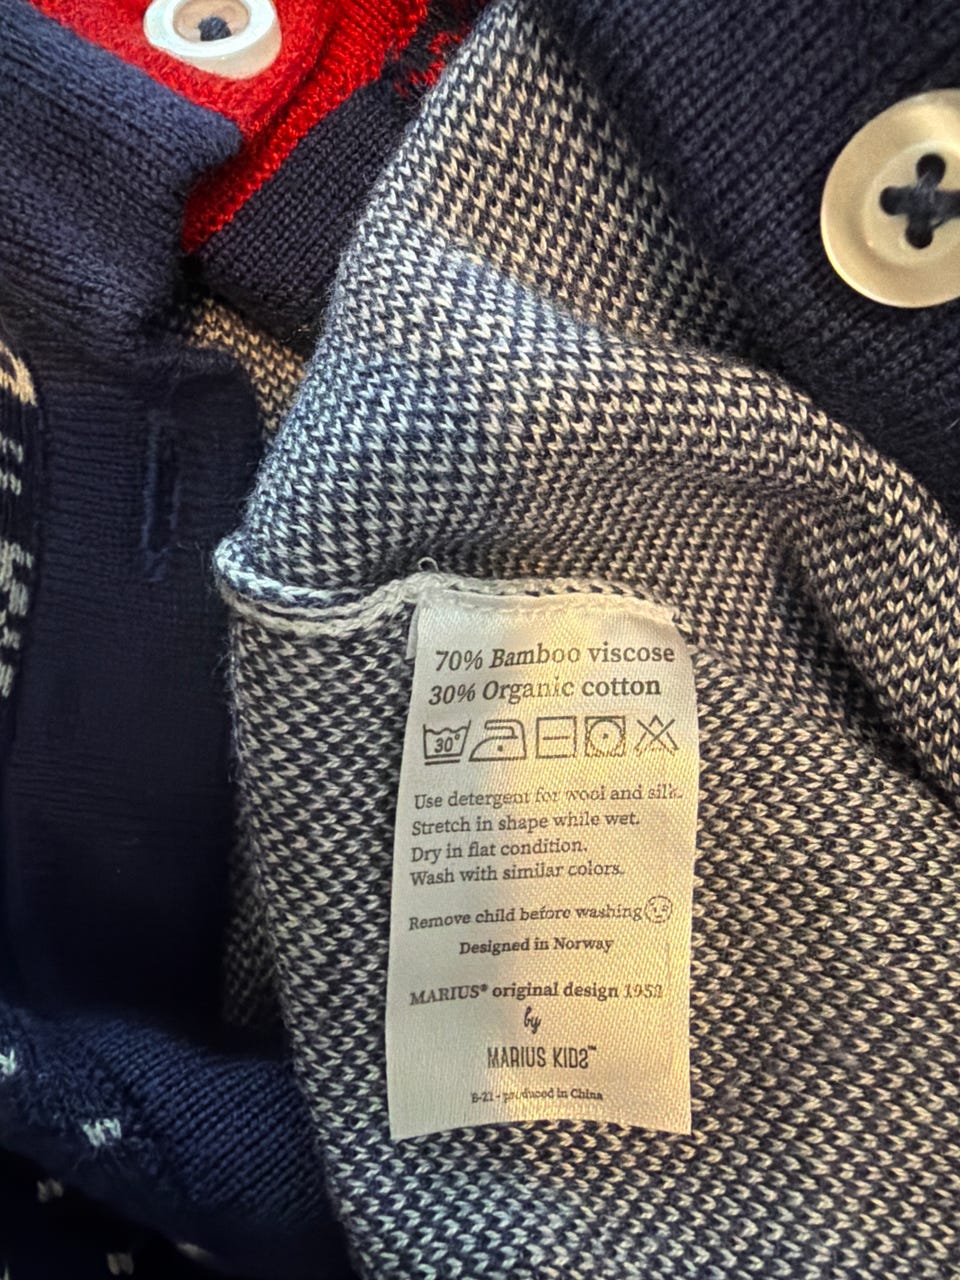 70% Bamboo viscose
30% Organic cotton
30°
Use detergent for wool and silk.
Stretch in shape while wet.
Dry in flat condition.
Wash with similar colors.
Remove child before washing
Designed in Norway
MARIUS® original design 1952
by
MARIUS KIDS™
B-21 - produced in China